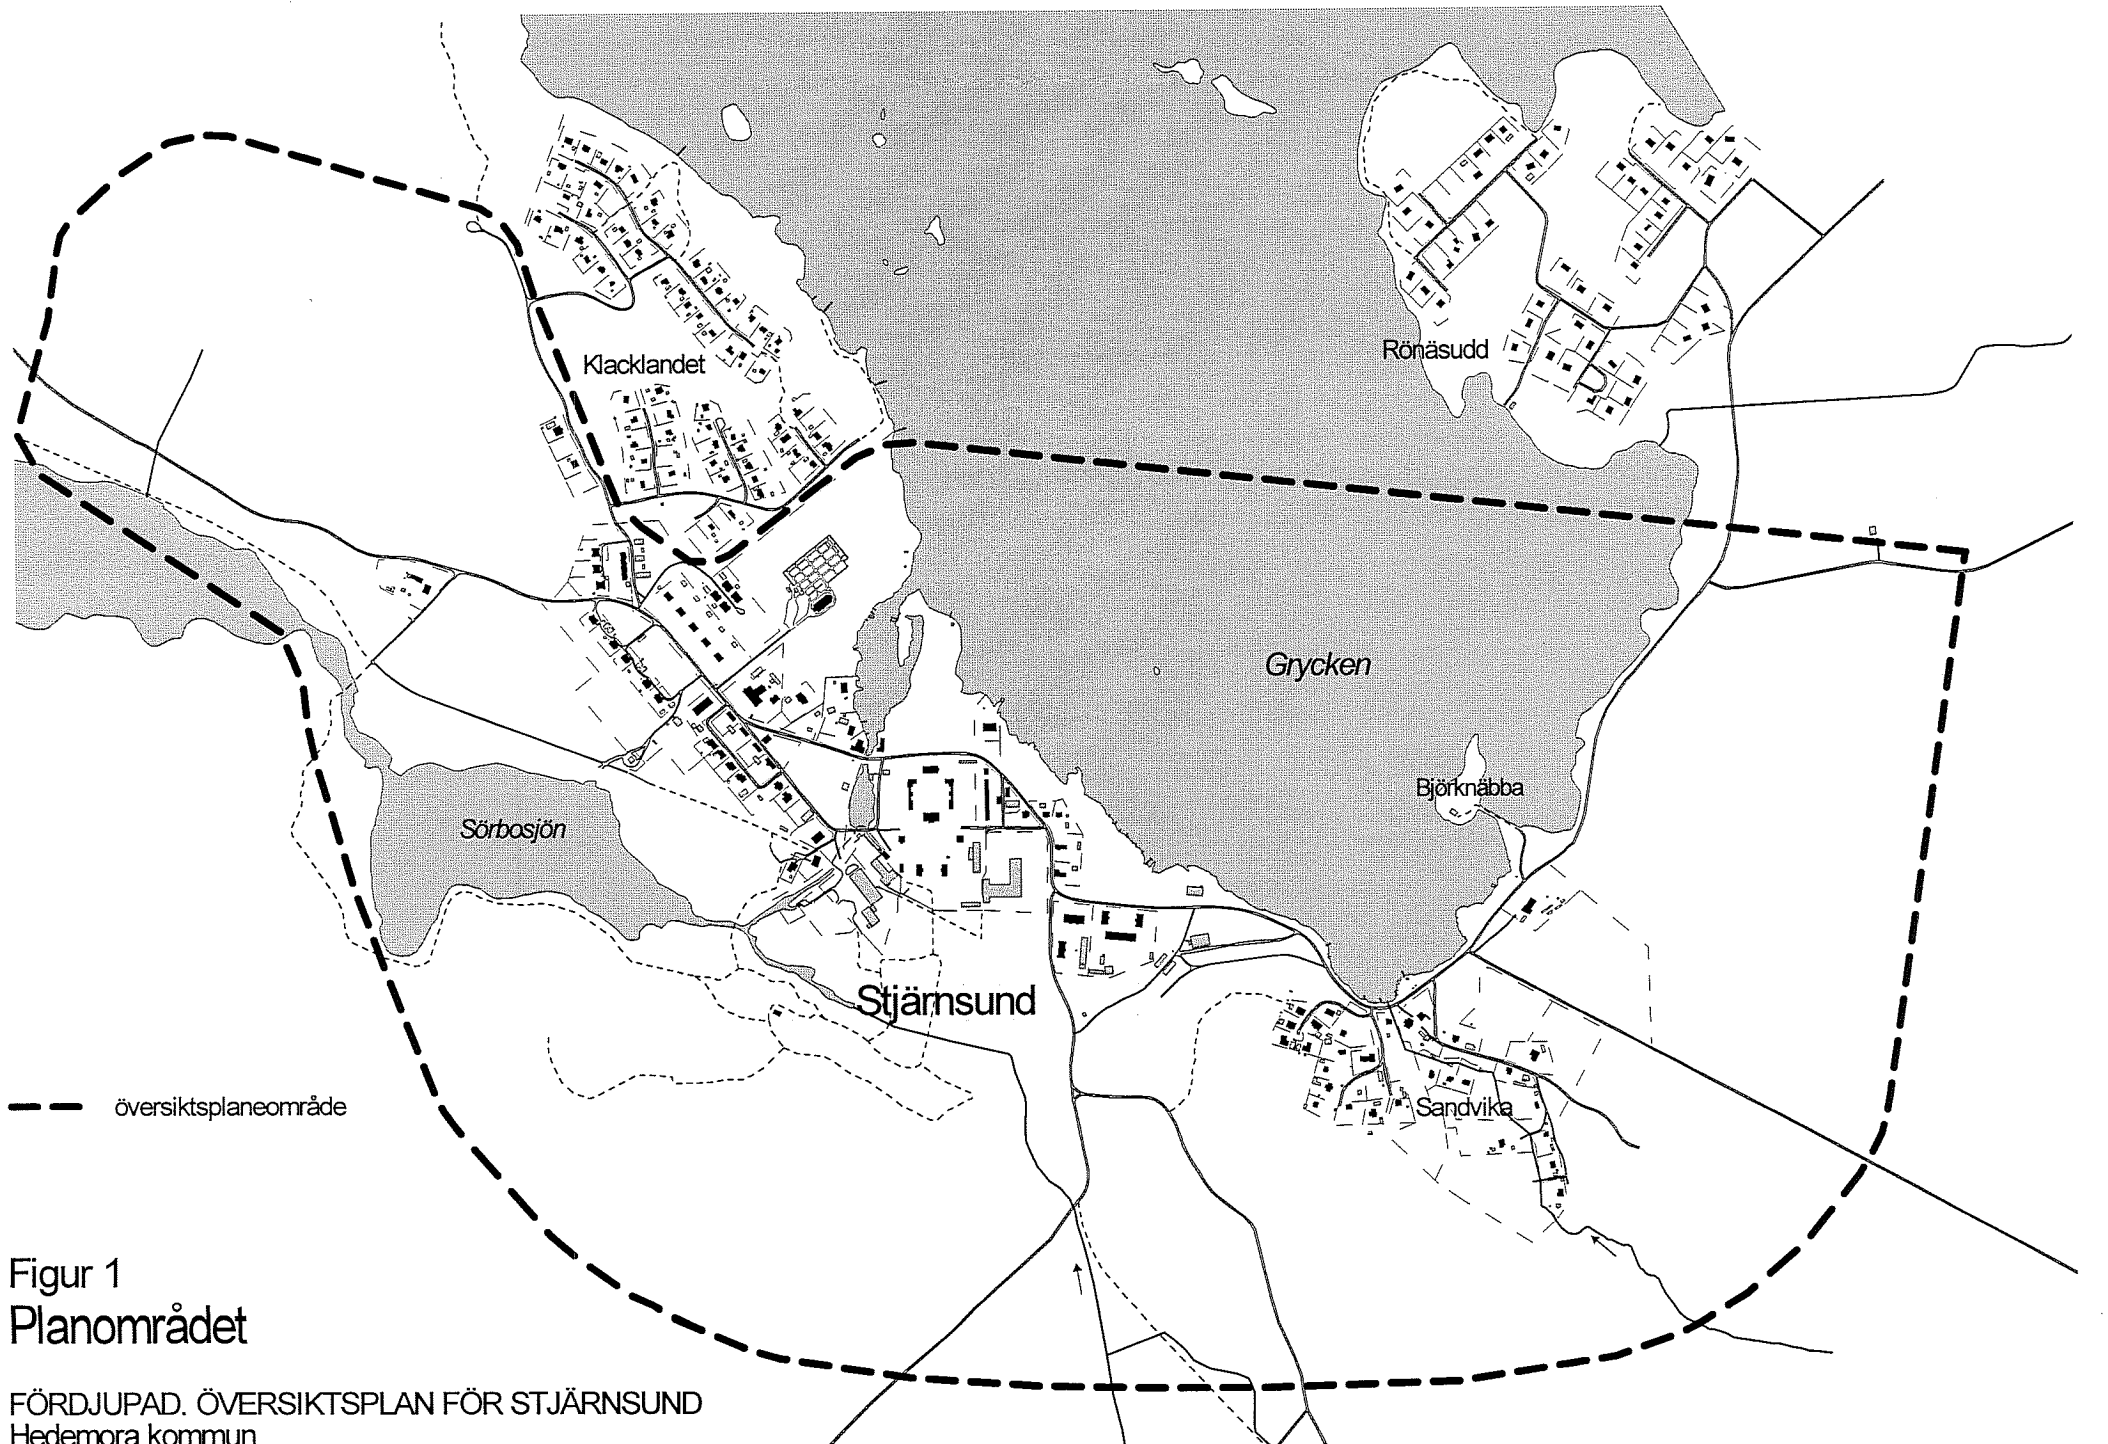 Klacklandet
Rönäsudd
Grycken
Björknäbba
Sörbosjön
Stjärnsund
Sandvika
översiktsplaneområde
Figur 1
Planområdet
FÖRDJUPAD. ÖVERSIKTSPLAN FÖR STJÄRNSUND
Hedemora kommun